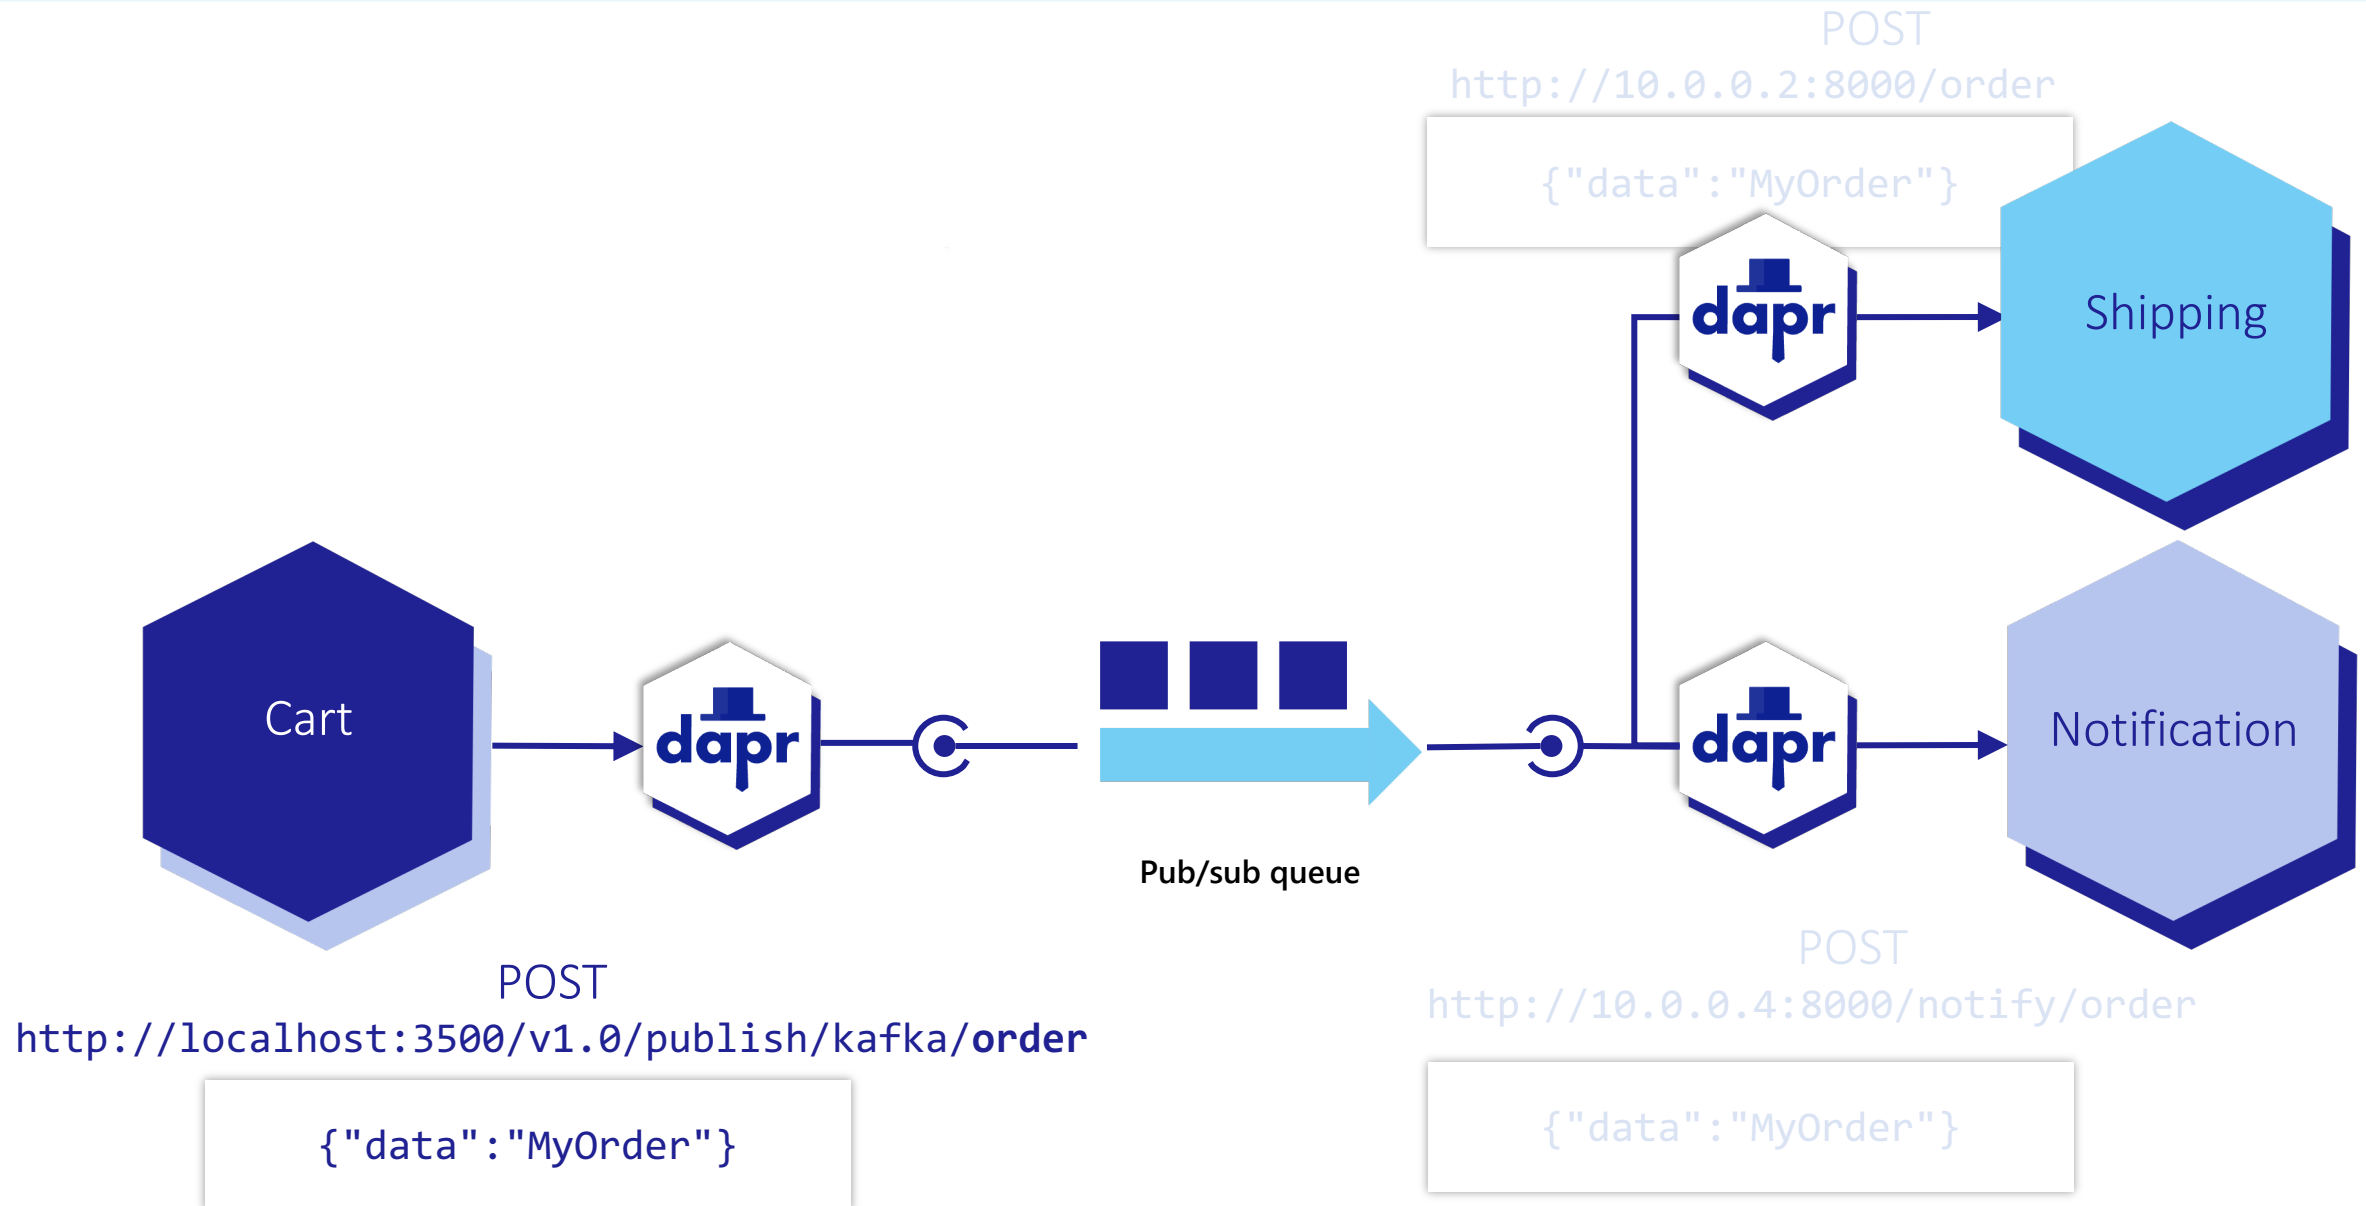 POST
http://10.0.0.2:8000/order
{"data":"MyOrder"}
dapr
Shipping
Cart
dapr
dapr
Notification
Pub/sub queue
POST
http://localhost:3500/v1.0/publish/kafka/order
{"data":"MyOrder"}
POST
http://10.0.0.4:8000/notify/order
{"data":"MyOrder"}